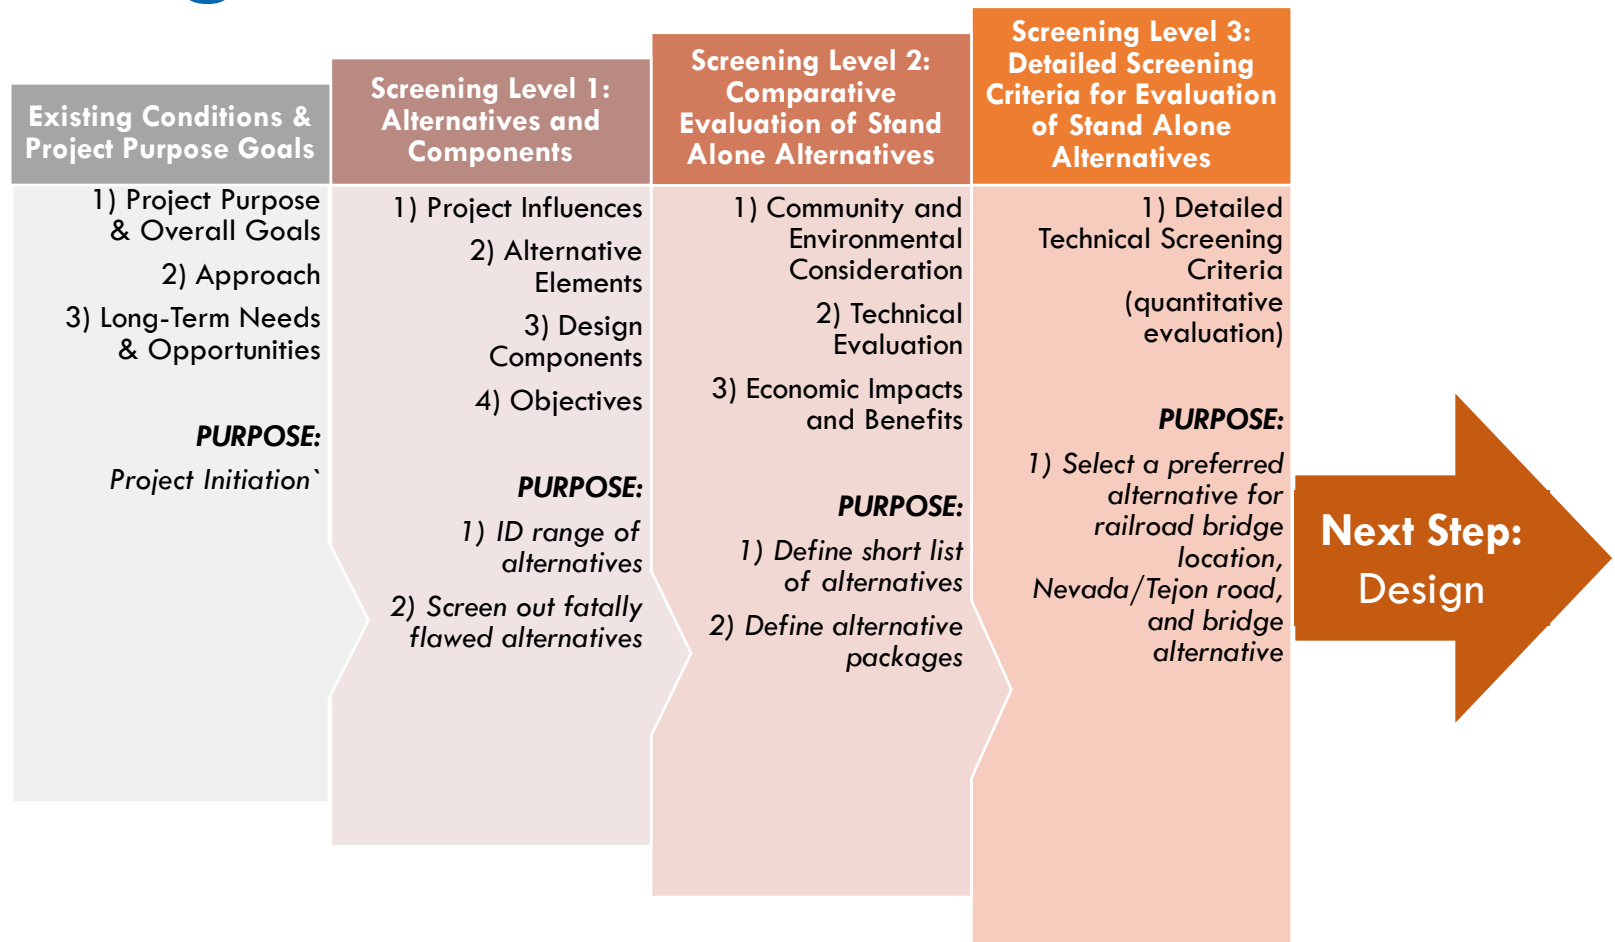 Existing Conditions &
Project Purpose Goals
1) Project Purpose
& Overall Goals
2) Approach
3) Long-Term Needs
& Opportunities
PURPOSE:
Project Initiation`
Screening Level 1:
Alternatives and
Components
1) Project Influences
2) Alternative
Elements
3) Design
Components
4) Objectives
PURPOSE:
1) ID range of
alternatives
2) Screen out fatally
flawed alternatives
Screening Level 2:
Comparative
Evaluation of Stand
Alone Alternatives
1) Community and
Environmental
Consideration
2) Technical
Evaluation
3) Economic Impacts
and Benefits
PURPOSE:
1) Define short list
of alternatives
2) Define alternative
packages
Screening Level 3:
Detailed Screening
Criteria for Evaluation
of Stand Alone
Alternatives
1) Detailed
Technical Screening
Criteria
(quantitative
evaluation)
PURPOSE:
1) Select a preferred
alternative for
railroad bridge
location,
Nevada/Tejon road,
and bridge
alternative
Next Step:
Design